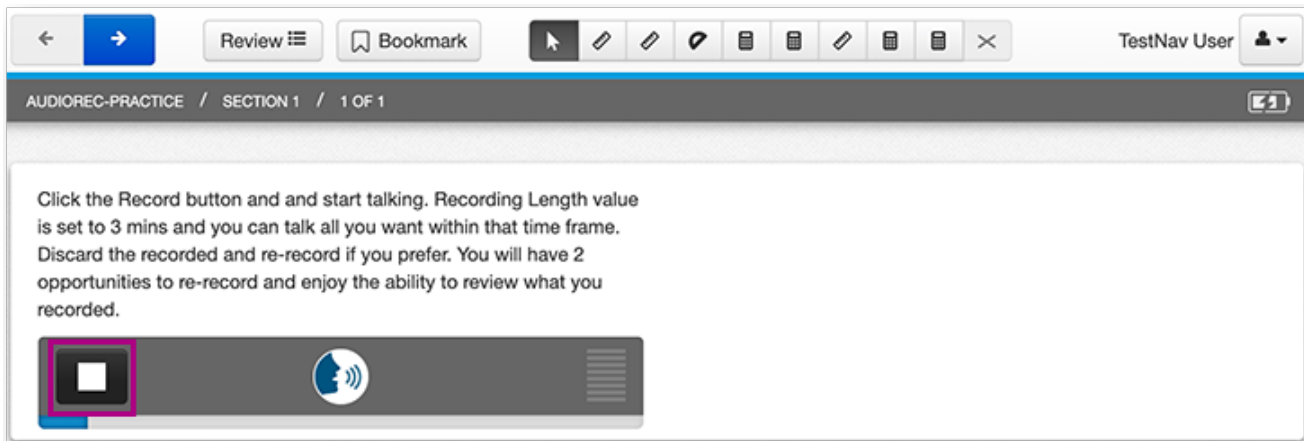 Review Bookmark TestNav User
AUDIOREC-PRACTICE / SECTION 1 / 1 OF 1
Click the Record button and and start talking. Recording Length value
is set to 3 mins and you can talk all you want within that time frame.
Discard the recorded and re-record if you prefer. You will have 2
opportunities to re-record and enjoy the ability to review what you
recorded.